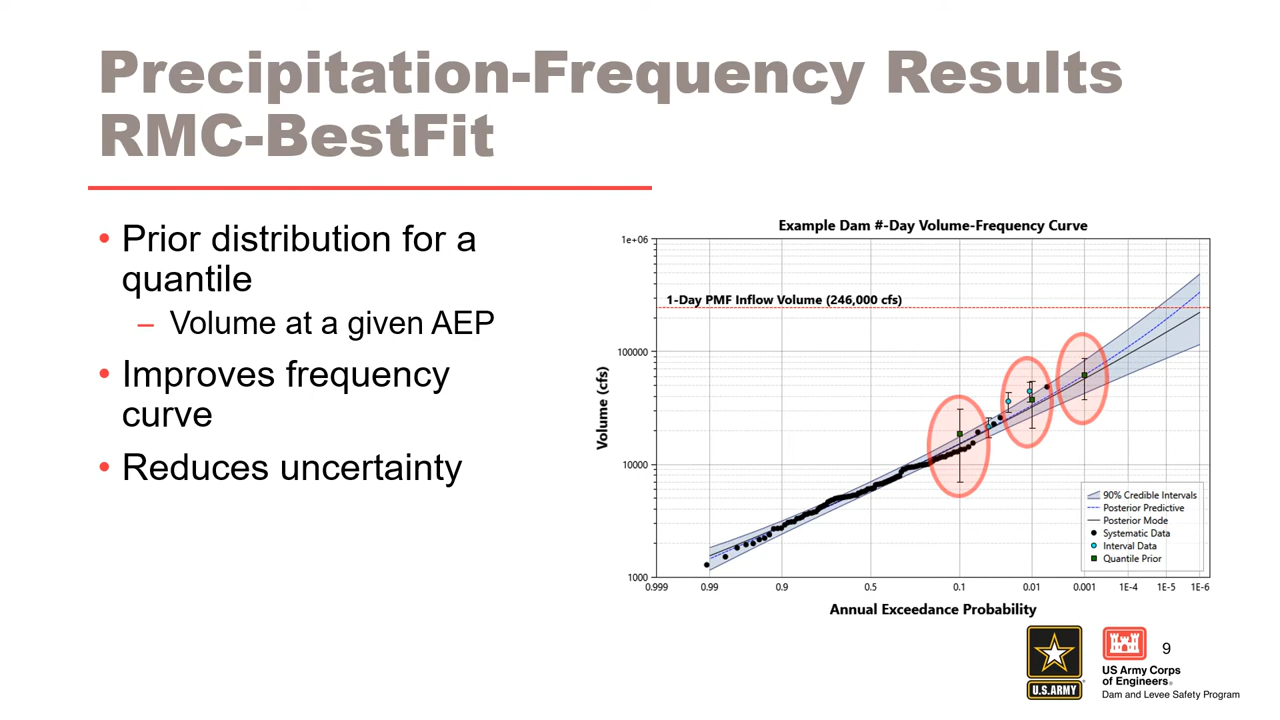 Precipitation-Frequency Results
RMC-BestFit
• Prior distribution for a
quantile
– Volume at a given AEP
• Improves frequency
curve
• Reduces uncertainty
Example Dam #-Day Volume-Frequency Curve
1e+06
1-Day PMF Inflow Volume (246,000 cfs)
100000
Volume (cfs)
10000
90% Credible Intervals
Posterior Predictive
Posterior Mode
Systematic Data
Interval Data
Quantile Prior
1000
0.999 0.99 0.9 0.5 0.1 0.01 0.001 1E-4 1E-5 1E-6
Annual Exceedance Probability
U.S.ARMY
US Army Corps
of Engineers®
Dam and Levee Safety Program
9